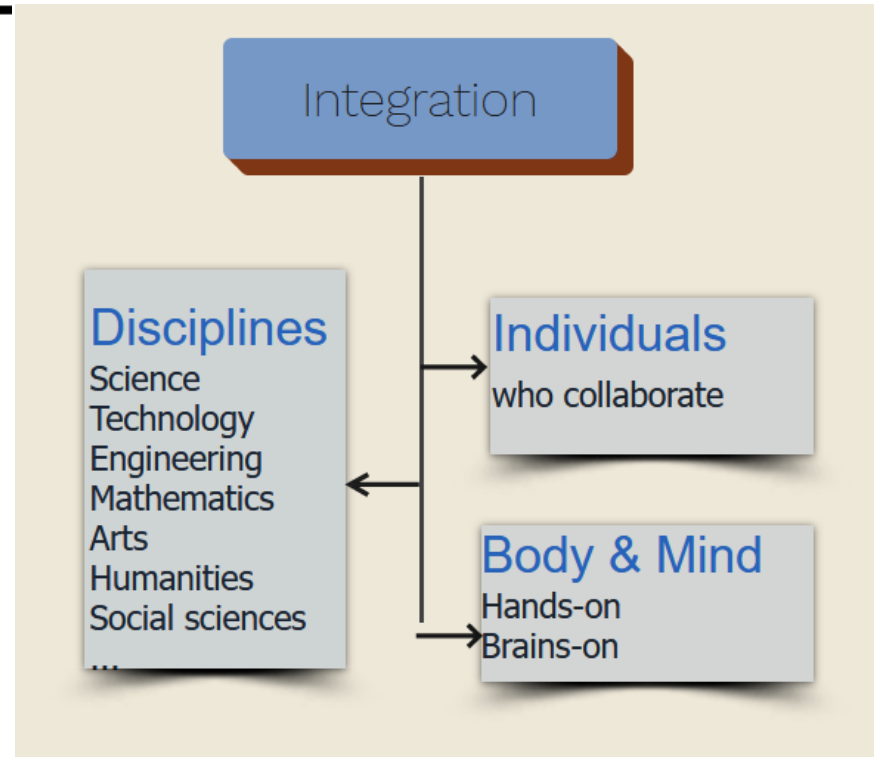 Integration
Disciplines
Science
Technology
Engineering
Mathematics
Arts
Humanities
Social sciences
...
Individuals
who collaborate
Body & Mind
Hands-on
Brains-on